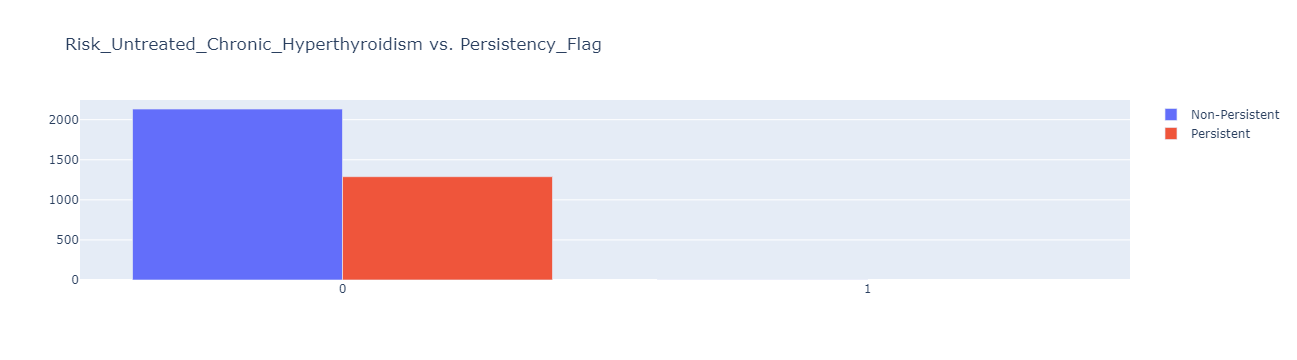 Risk_Untreated_Chronic_Hyperthyroidism vs. Persistency_Flag
Non-Persistent
Persistent
2000
1500
1000
500
0
0
1